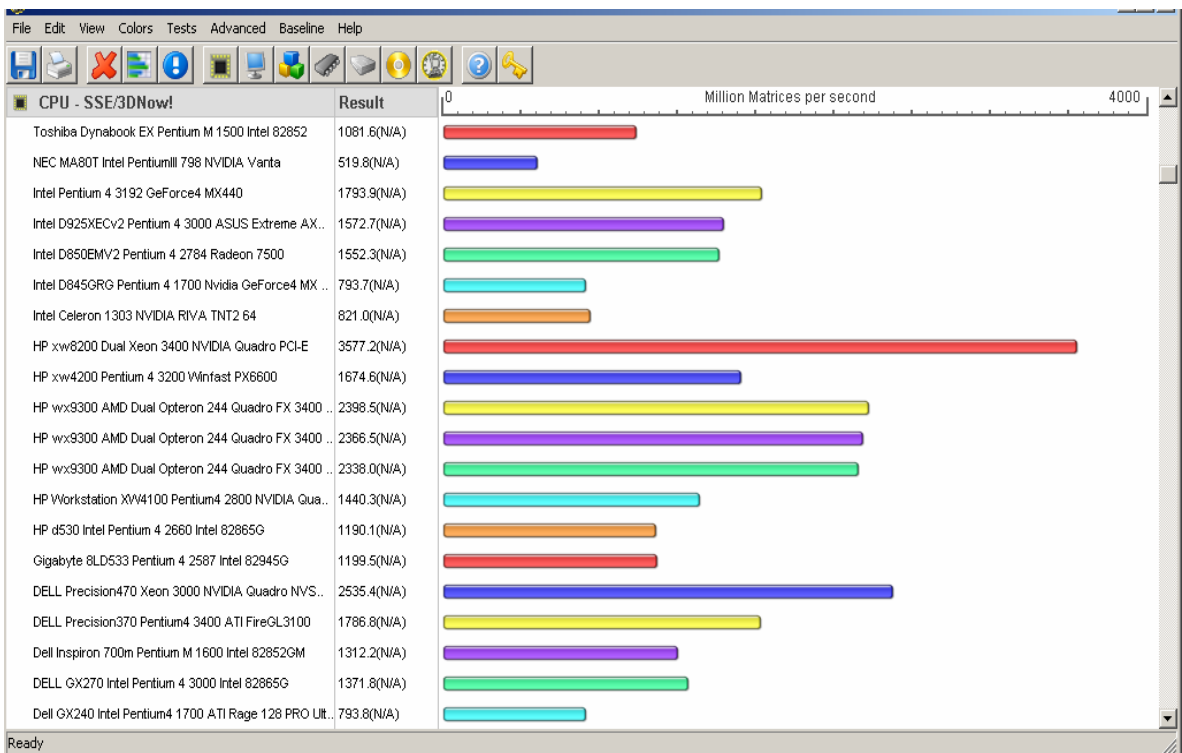 File Edit View Colors Tests Advanced Baseline Help
CPU - SSE/3DNow! Result 0 Million Matrices per second 4000
Toshiba Dynabook EX Pentium M 1500 Intel 82852 1081.6(N/A)
NEC MA80T Intel PentiumIII 798 NVIDIA Vanta 519.8(N/A)
Intel Pentium 4 3192 GeForce4 MX440 1793.9(N/A)
Intel D925XECv2 Pentium 4 3000 ASUS Extreme AX.. 1572.7(N/A)
Intel D850EMV2 Pentium 4 2784 Radeon 7500 1552.3(N/A)
Intel D845GRG Pentium 4 1700 Nvidia GeForce4 MX .. 793.7(N/A)
Intel Celeron 1303 NVIDIA RIVA TNT2 64 821.0(N/A)
HP xw8200 Dual Xeon 3400 NVIDIA Quadro PCI-E 3577.2(N/A)
HP xw4200 Pentium 4 3200 Winfast PX6600 1674.6(N/A)
HP wx9300 AMD Dual Opteron 244 Quadro FX 3400 .. 2398.5(N/A)
HP wx9300 AMD Dual Opteron 244 Quadro FX 3400 .. 2366.5(N/A)
HP wx9300 AMD Dual Opteron 244 Quadro FX 3400 .. 2338.0(N/A)
HP Workstation XW4100 Pentium4 2800 NVIDIA Qua.. 1440.3(N/A)
HP d530 Intel Pentium 4 2660 Intel 82865G 1190.1(N/A)
Gigabyte 8LD533 Pentium 4 2587 Intel 82945G 1199.5(N/A)
DELL Precision470 Xeon 3000 NVIDIA Quadro NVS.. 2535.4(N/A)
DELL Precision370 Pentium4 3400 ATI FireGL3100 1786.8(N/A)
Dell Inspiron 700m Pentium M 1600 Intel 82852GM 1312.2(N/A)
DELL GX270 Intel Pentium 4 3000 Intel 82865G 1371.8(N/A)
Dell GX240 Intel Pentium4 1700 ATI Rage 128 PRO Ult.. 793.8(N/A)
Ready